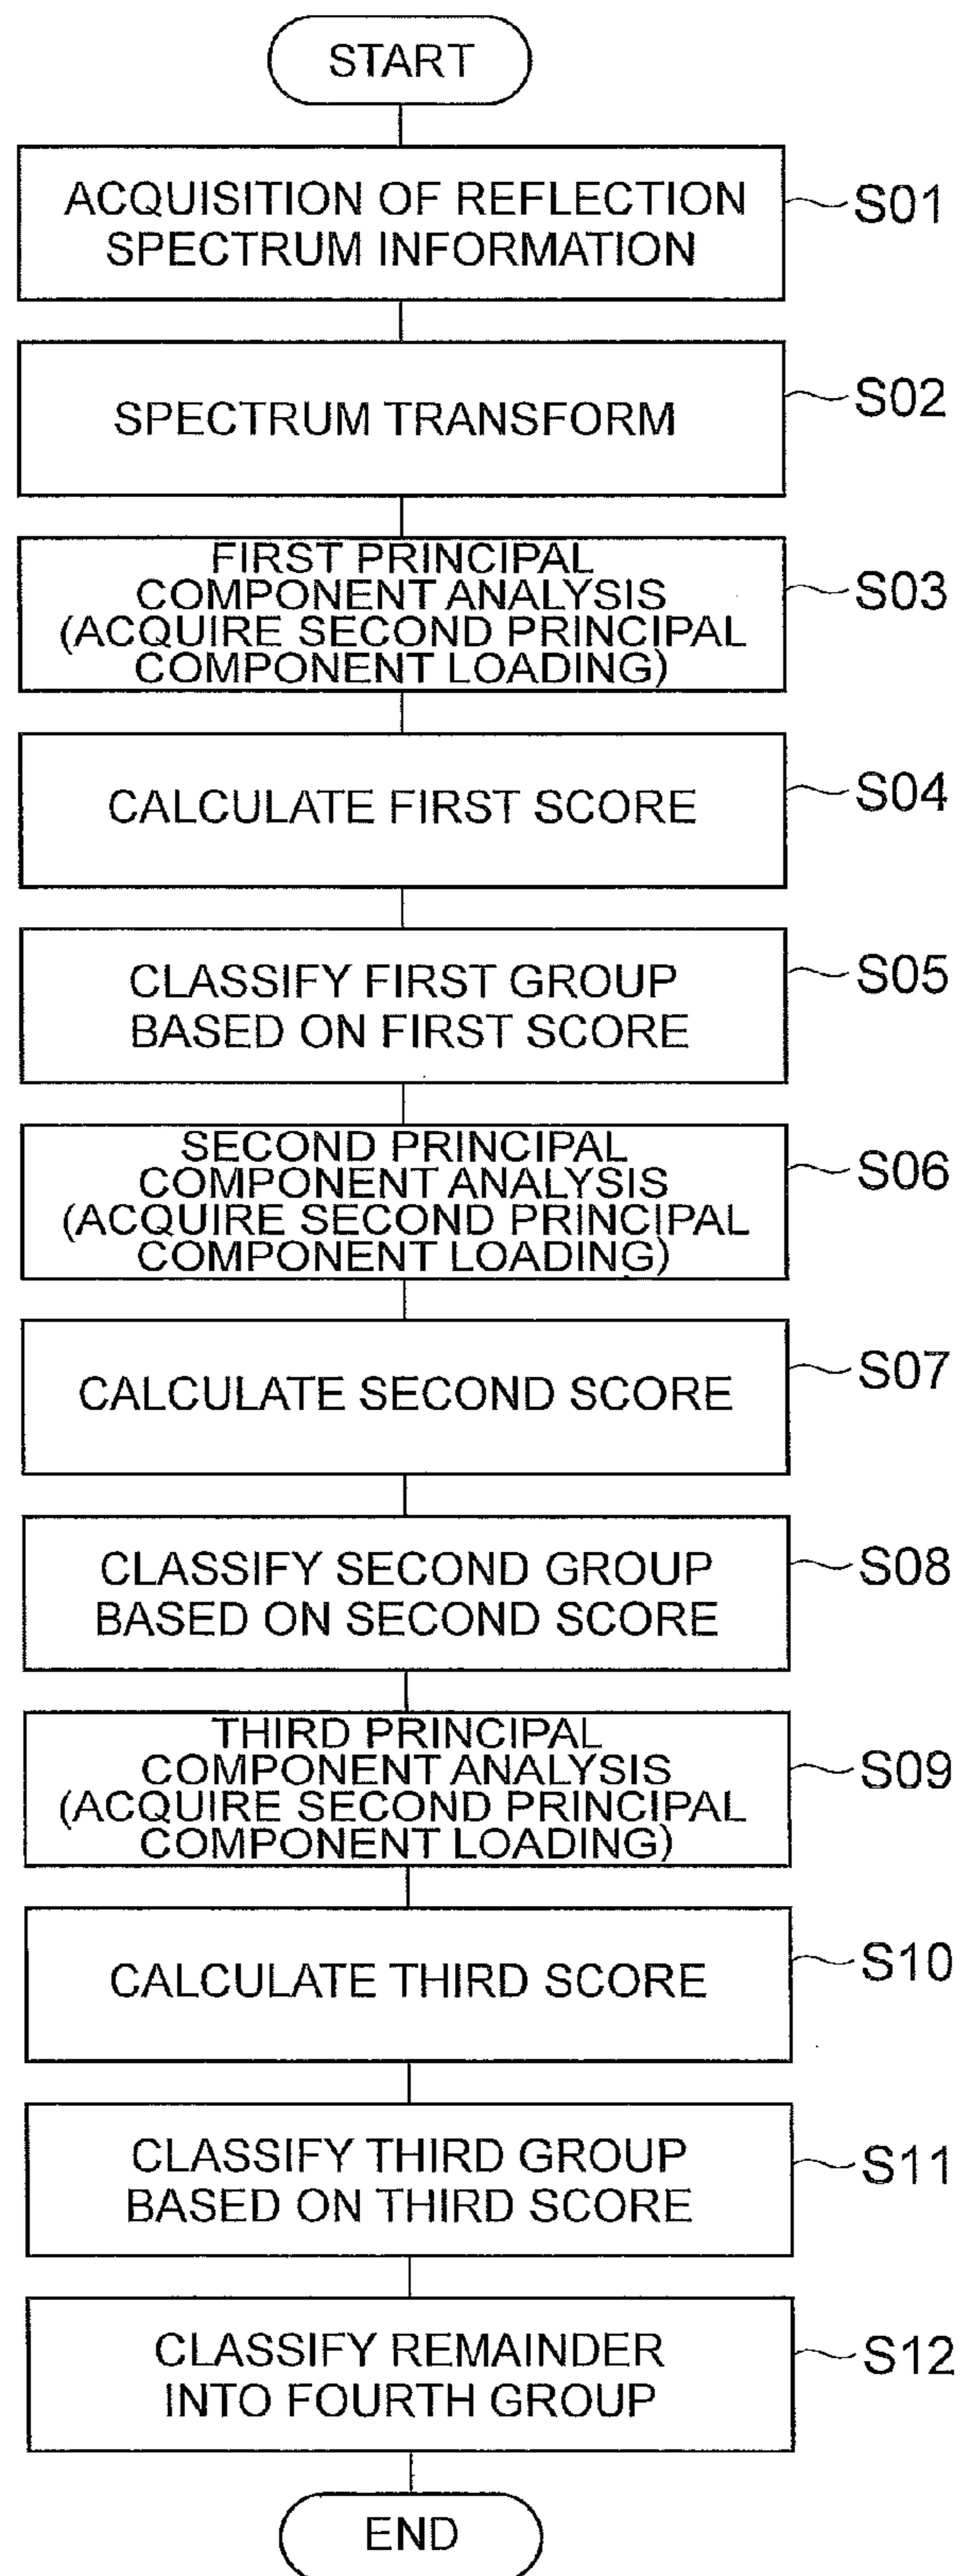 START
ACQUISITION OF REFLECTION
SPECTRUM INFORMATION
S01
SPECTRUM TRANSFORM
S02
FIRST PRINCIPAL
COMPONENT ANALYSIS
(ACQUIRE SECOND PRINCIPAL
COMPONENT LOADING)
S03
CALCULATE FIRST SCORE
S04
CLASSIFY FIRST GROUP
BASED ON FIRST SCORE
S05
SECOND PRINCIPAL
COMPONENT ANALYSIS
(ACQUIRE SECOND PRINCIPAL
COMPONENT LOADING)
S06
CALCULATE SECOND SCORE
S07
CLASSIFY SECOND GROUP
BASED ON SECOND SCORE
S08
THIRD PRINCIPAL
COMPONENT ANALYSIS
(ACQUIRE SECOND PRINCIPAL
COMPONENT LOADING)
S09
CALCULATE THIRD SCORE
S10
CLASSIFY THIRD GROUP
BASED ON THIRD SCORE
S11
CLASSIFY REMAINDER
INTO FOURTH GROUP
S12
END